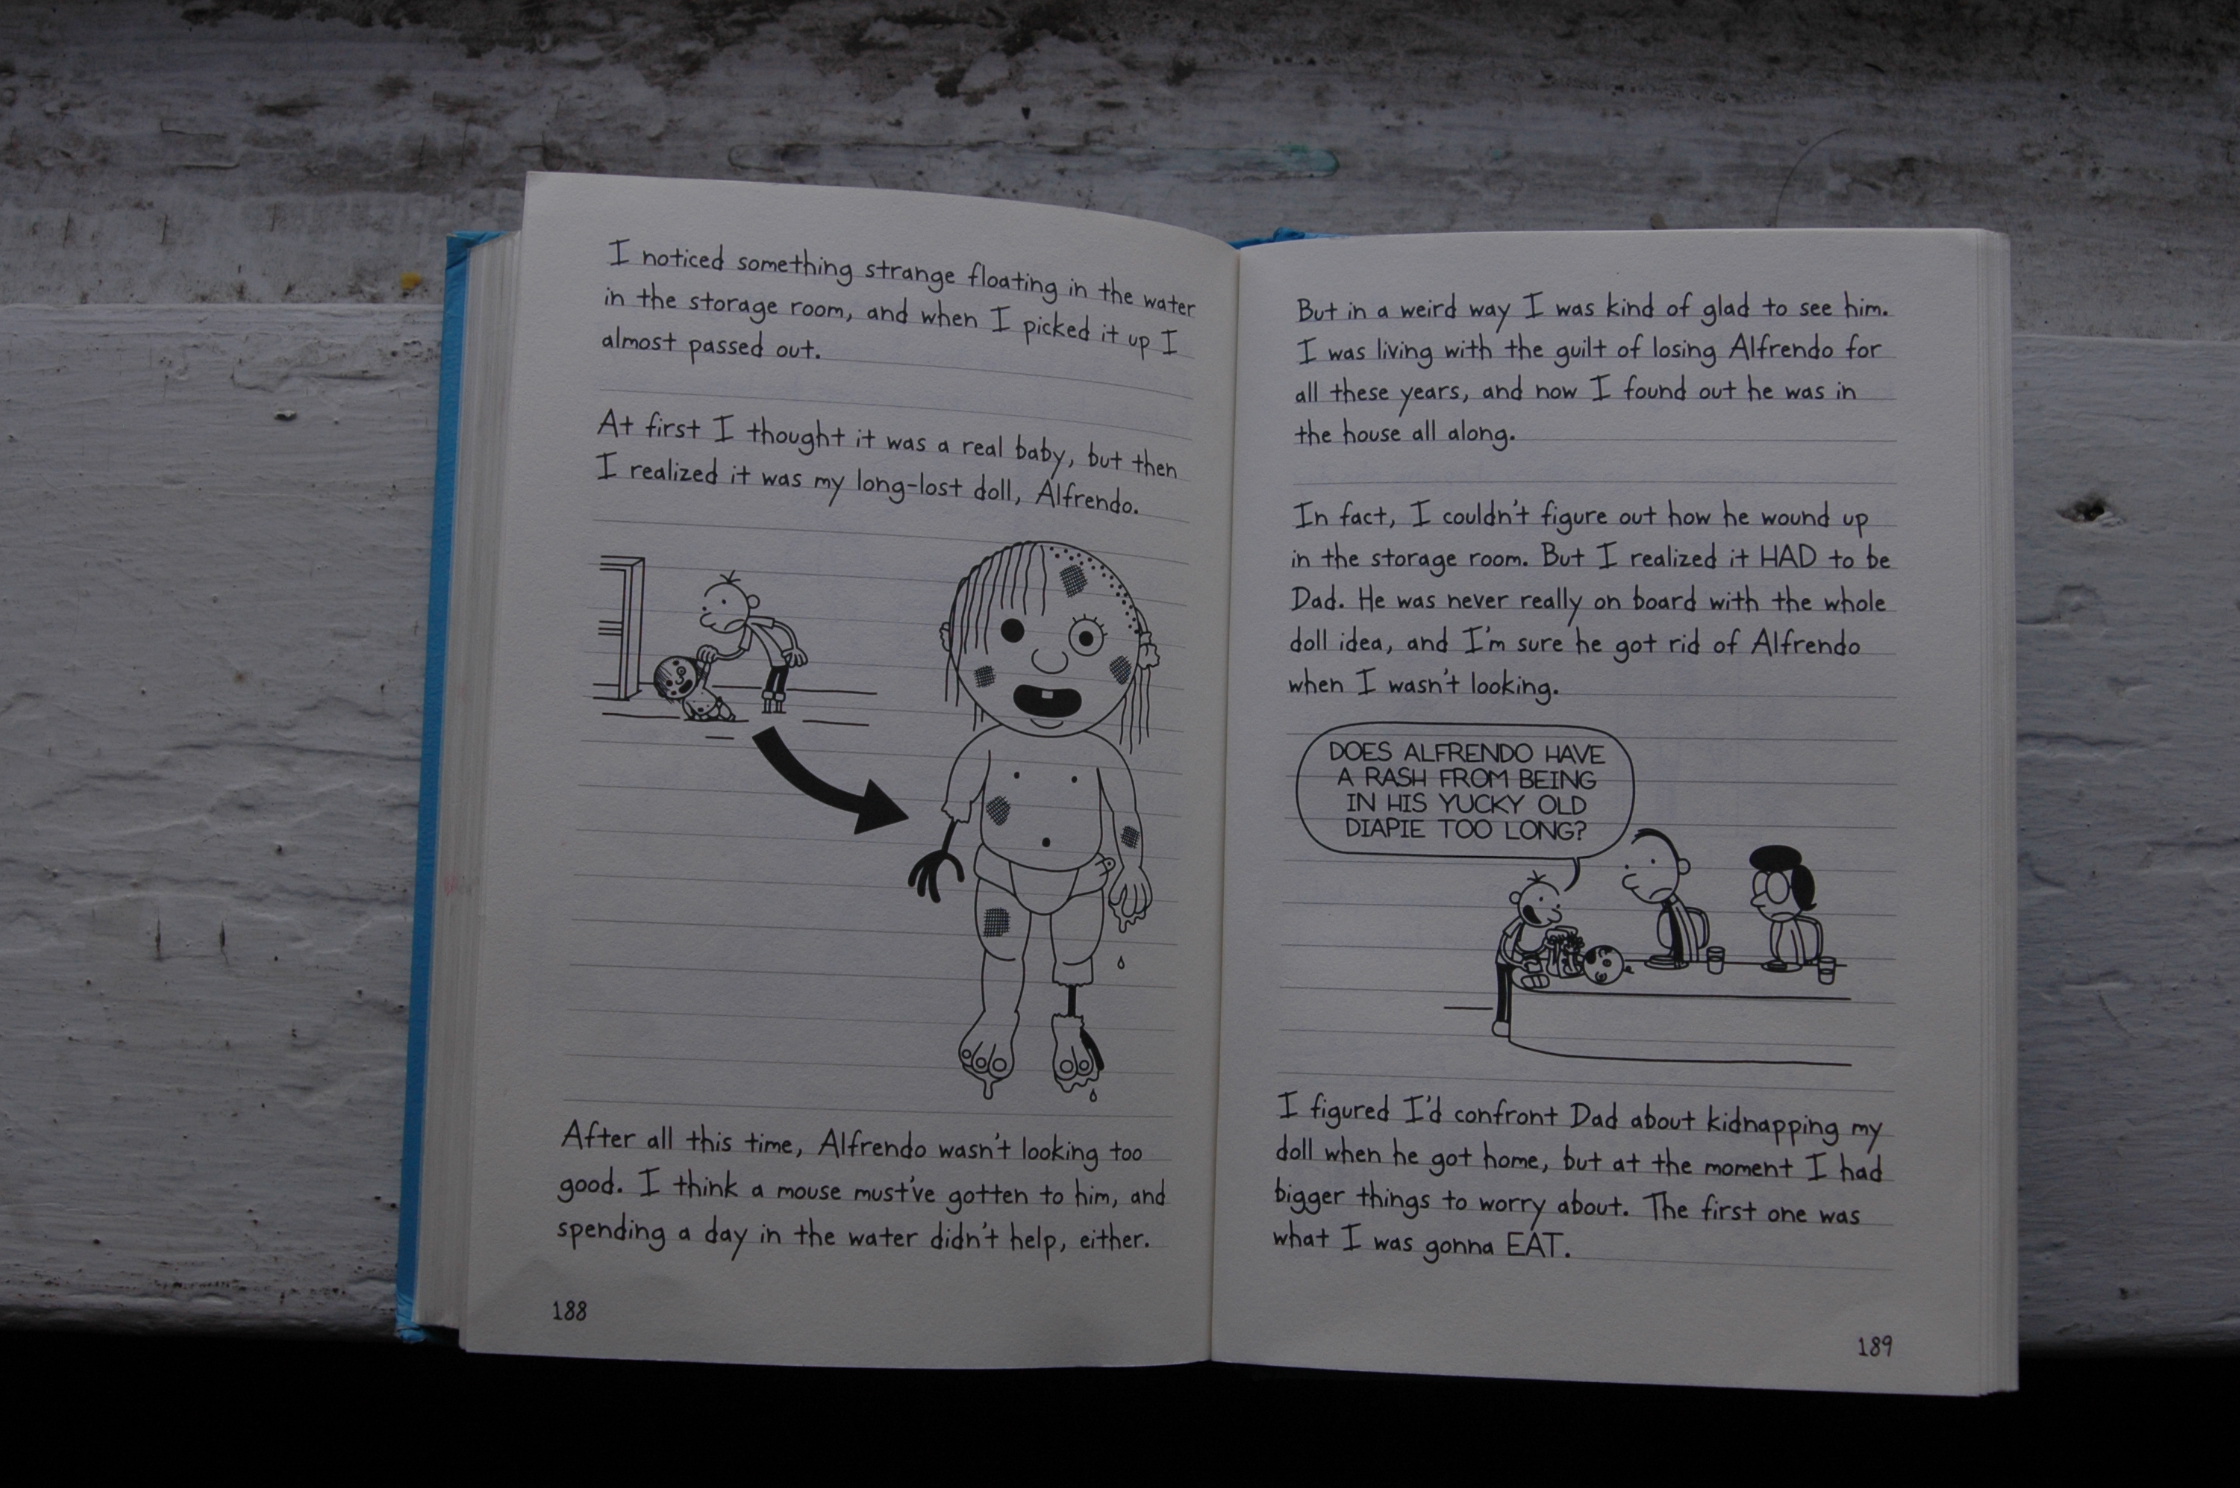 I noticed something strange floating in the water
in the storage room, and when I picked it up I
almost passed out.
At first I thought it was a real baby, but then
I realized it was my long-lost doll, Alfrendo.
After all this time, Alfrendo wasn't looking too
good. I think a mouse must've gotten to him, and
spending a day in the water didn't help, either.
188
But in a weird way I was kind of glad to see him.
I was living with the guilt of losing Alfrendo for
all these years, and now I found out he was in
the house all along.
In fact, I couldn't figure out how he wound up
in the storage room. But I realized it HAD to be
Dad. He was never really on board with the whole
doll idea, and I'm sure he got rid of Alfrendo
when I wasn't looking.
DOES ALFRENDO HAVE
A RASH FROM BEING
IN HIS YUCKY OLD
DIAPIE TOO LONG?
I figured I'd confront Dad about kidnapping my
doll when he got home, but at the moment I had
bigger things to worry about. The first one was
what I was gonna EAT.
189